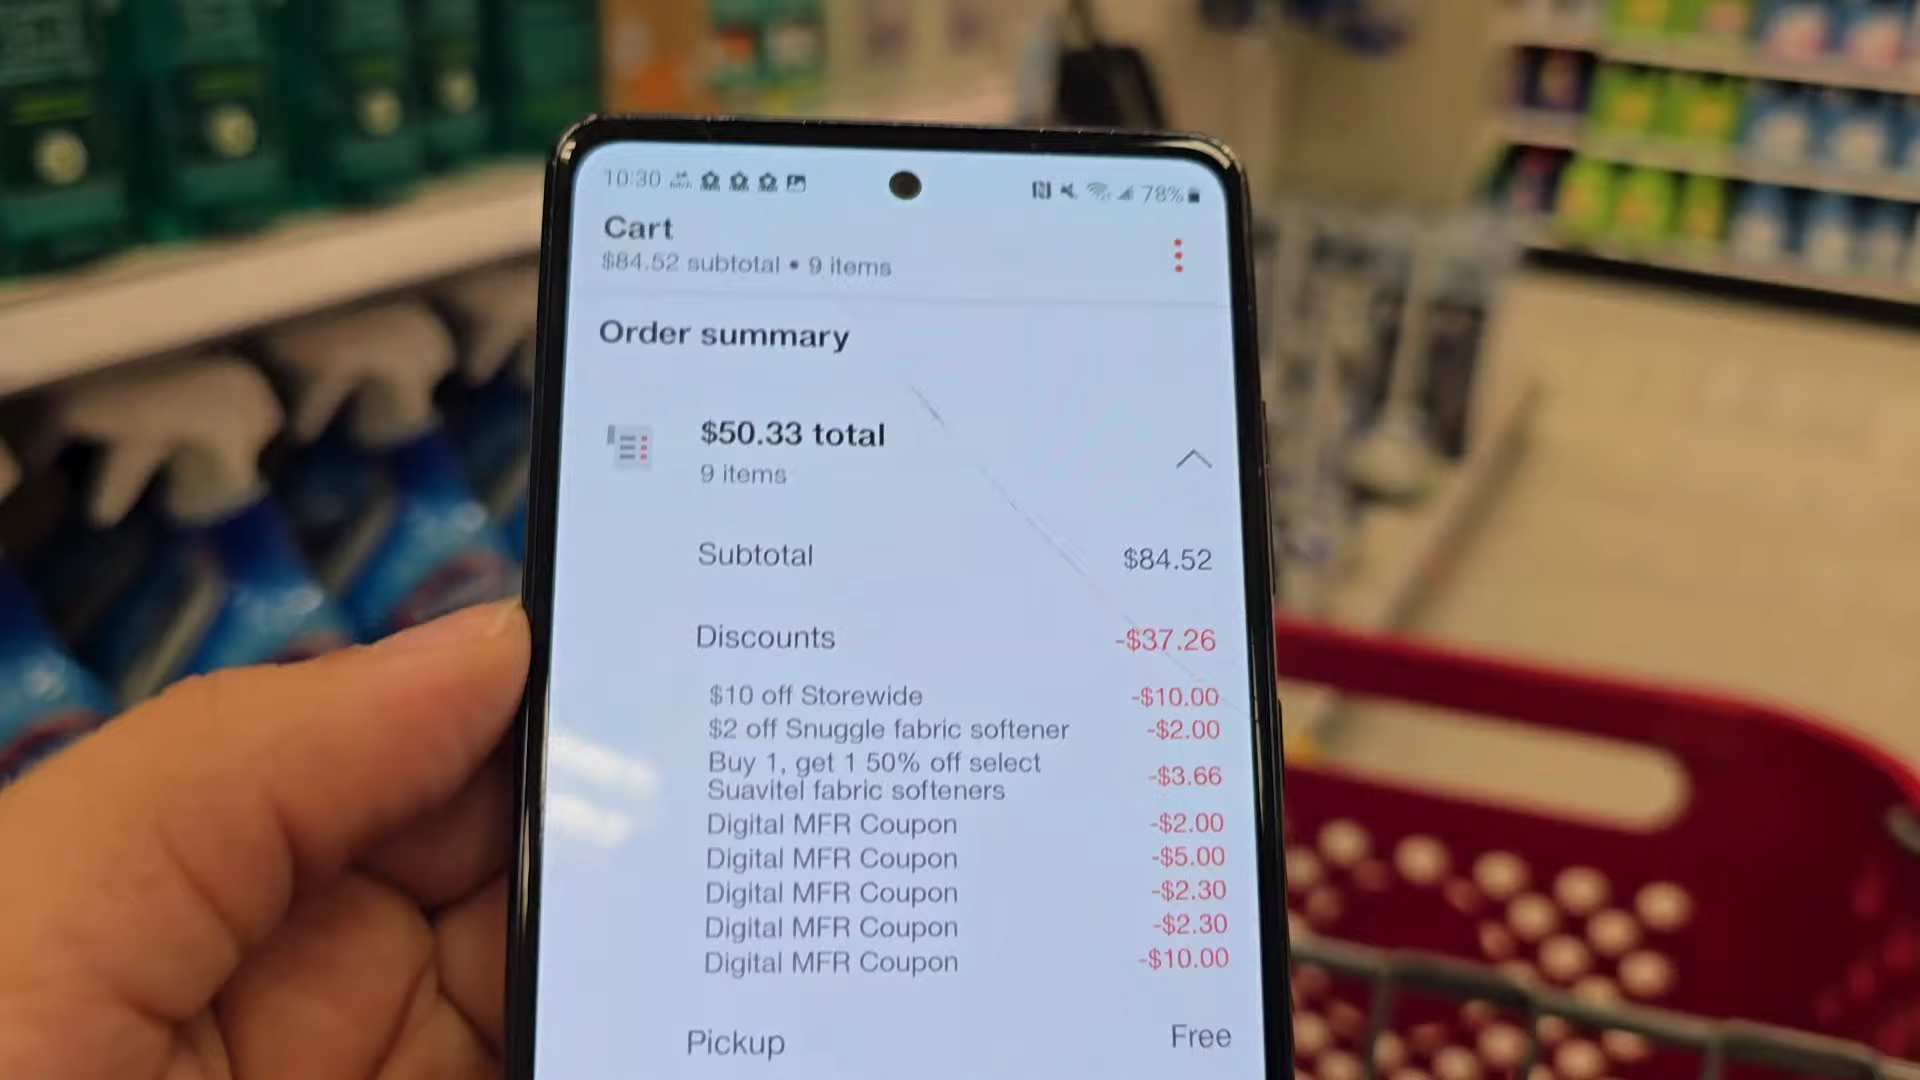 10:30
78%
Cart
$84.52 subtotal • 9 items
Order summary
$50.33 total
9 items
Subtotal $84.52
Discounts -$37.26
$10 off Storewide -$10.00
$2 off Snuggle fabric softener -$2.00
Buy 1, get 1 50% off select
Suavitel fabric softeners -$3.66
Digital MFR Coupon -$2.00
Digital MFR Coupon -$5.00
Digital MFR Coupon -$2.30
Digital MFR Coupon -$2.30
Digital MFR Coupon -$10.00
Pickup Free